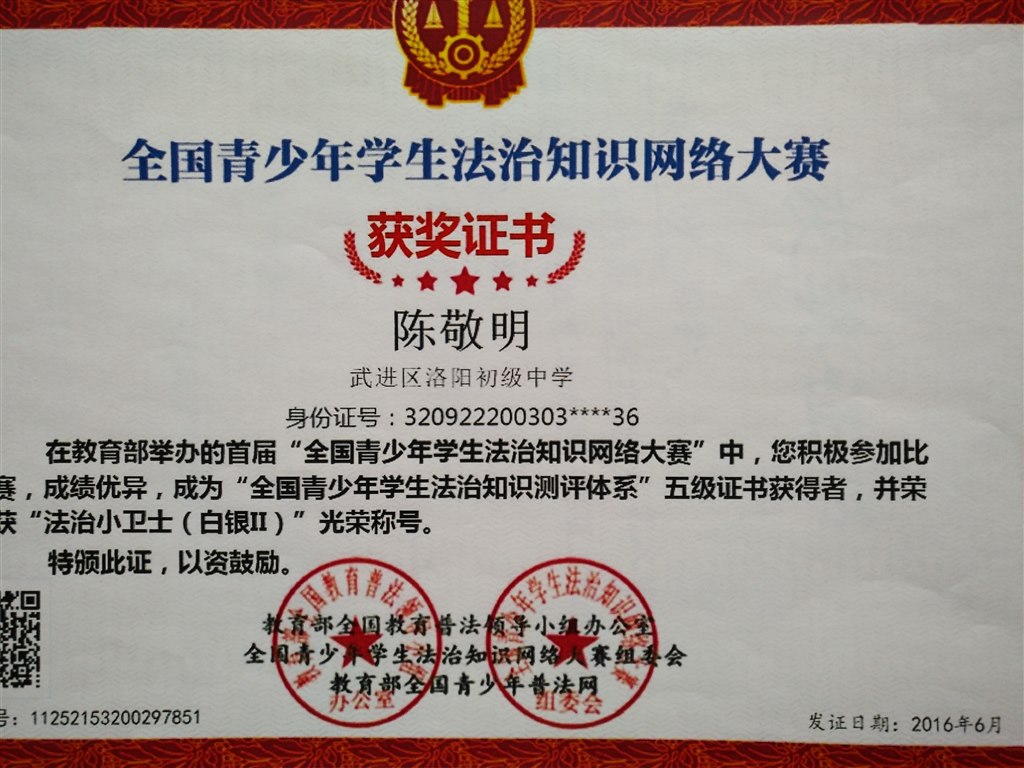 全国青少年学生法治知识网络大赛
获奖证书
陈敬明
武进区洛阳初级中学
身份证号：320922200303****36
在教育部举办的首届“全国青少年学生法治知识网络大赛”中，您积极参加比
赛，成绩优异，成为“全国青少年学生法治知识测评体系”五级证书获得者，并荣
获“法治小卫士（白银II）”光荣称号。
特颁此证，以资鼓励。
教育部全国教育普法领导小组办公室
全国青少年学生法治知识网络大赛组委会
教育部全国青少年普法网
办公室
组委会
号：11252153200297851
发证日期：2016年6月